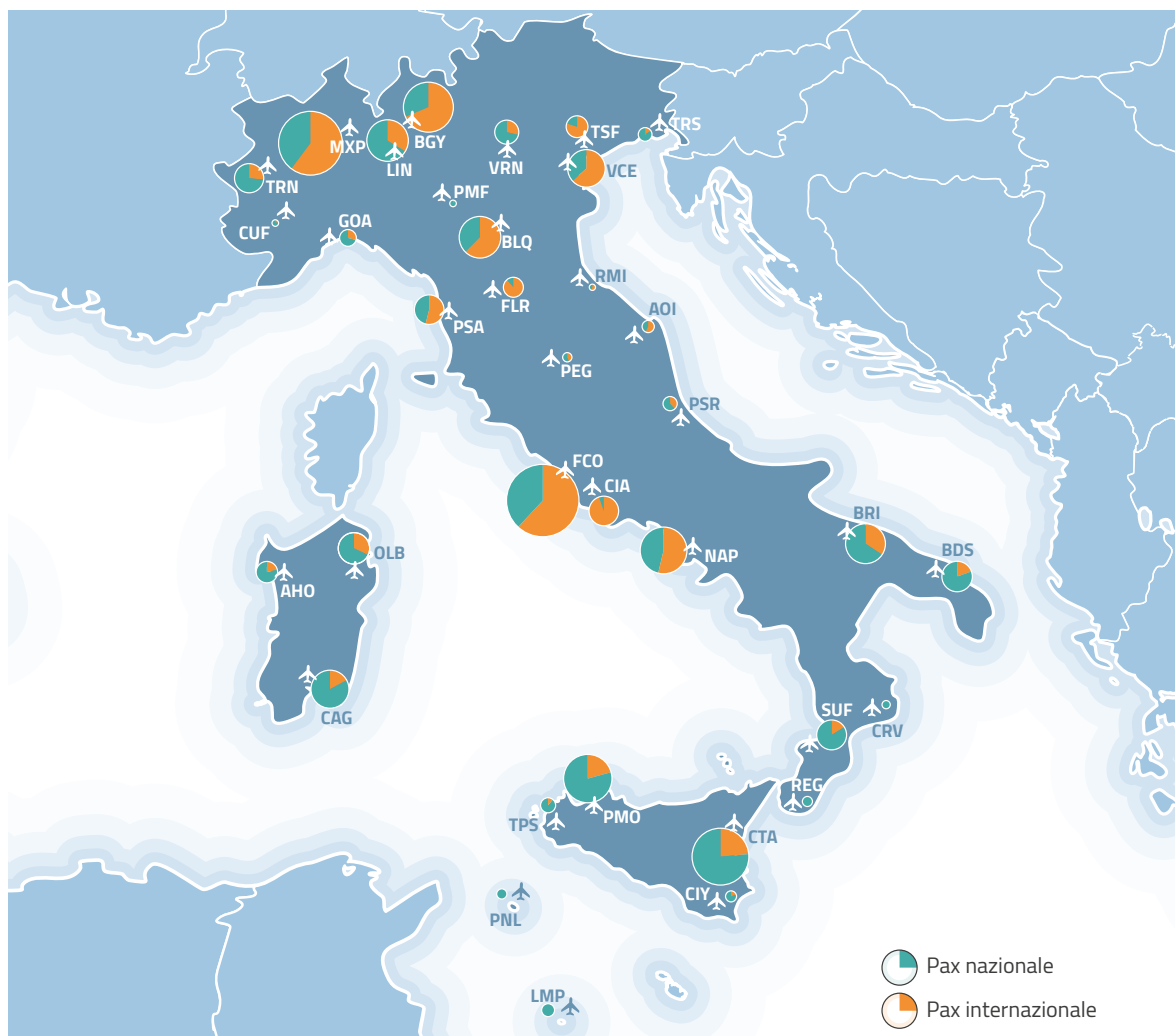 TRS
TSF
MXP
BGY
LIN
VRN
VCE
TRN
PMF
CUF
GOA
BLQ
RMI
FLR
AOI
PSA
PEG
PSR
FCO
CIA
BRI
OLB
NAP
BDS
AHO
SUF
CAG
CRV
REG
TPS
PMO
CTA
CIY
PNL
Pax nazionale
LMP
Pax internazionale